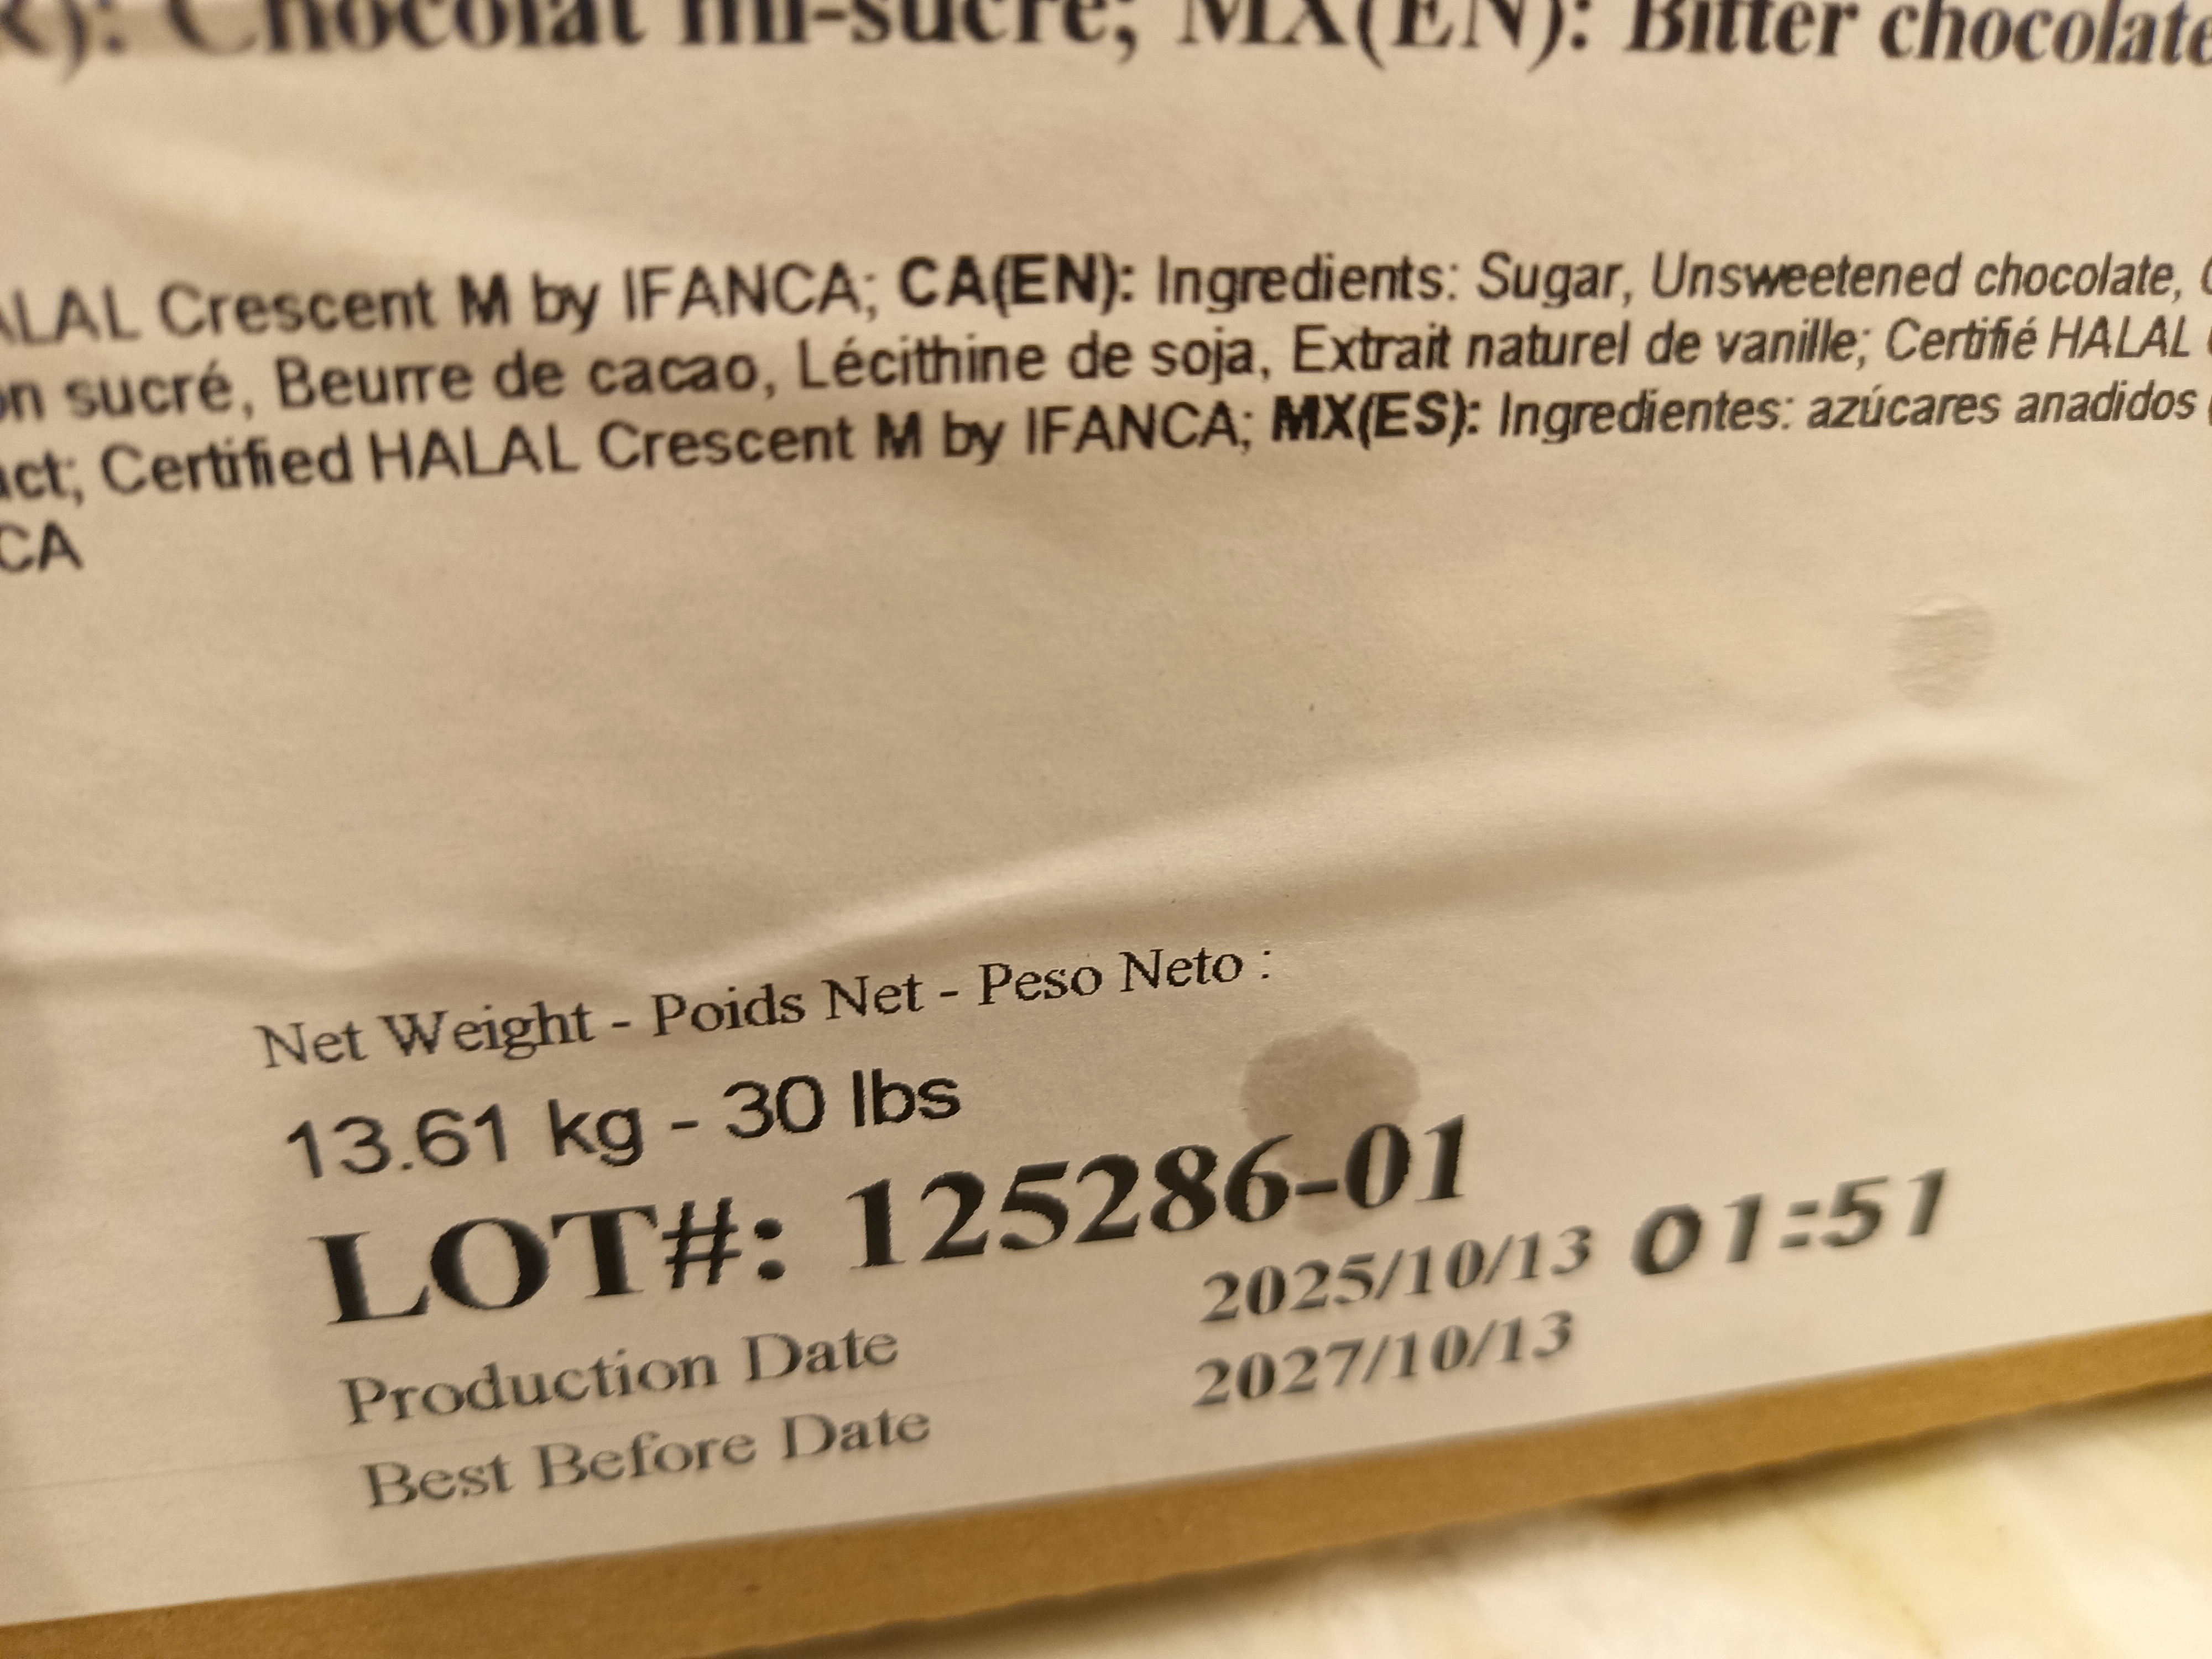 R): Chocolat mi-sucré; MX(EN): Bitter chocolate
HALAL Crescent M by IFANCA; CA(EN): Ingredients: Sugar, Unsweetened chocolate,
on sucré, Beurre de cacao, Lécithine de soja, Extrait naturel de vanille; Certifié HALAL
act; Certified HALAL Crescent M by IFANCA; MX(ES): Ingredientes: azúcares anadidos
CA
Net Weight - Poids Net - Peso Neto :
13.61 kg - 30 lbs
LOT#: 125286-01
Production Date 2025/10/13 01:51
Best Before Date 2027/10/13